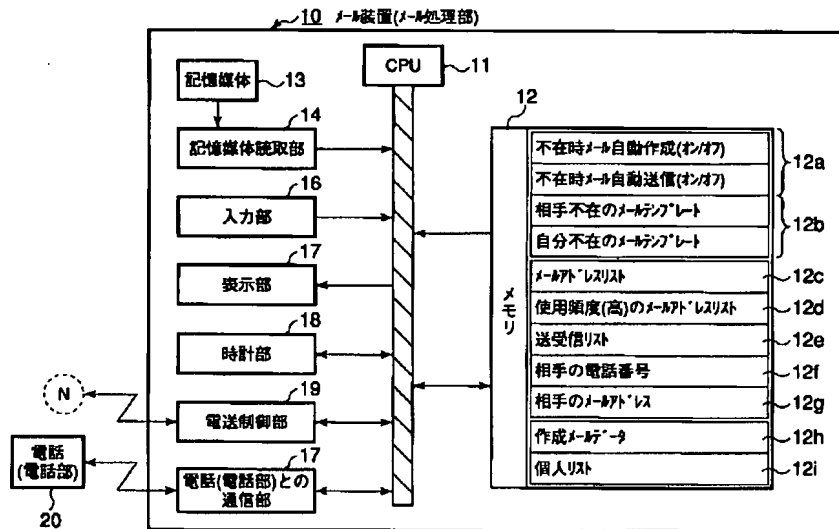 10 メール装置(メール処理部)
CPU
11
記憶媒体
13
14
記憶媒体読取部
16
入力部
17
表示部
18
時計部
19
電送制御部
17
電話(電話部)との
通信部
N
電話
(電話部)
20
12
メモリ
不在時メール自動作成(オン/オフ)
不在時メール自動送信(オン/オフ)
12a
相手不在のメールテンプレート
自分不在のメールテンプレート
12b
メールアドレスリスト
12c
使用頻度(高)のメールアドレスリスト
12d
送受信リスト
12e
相手の電話番号
12f
相手のメールアドレス
12g
作成メールデータ
12h
個人リスト
12i